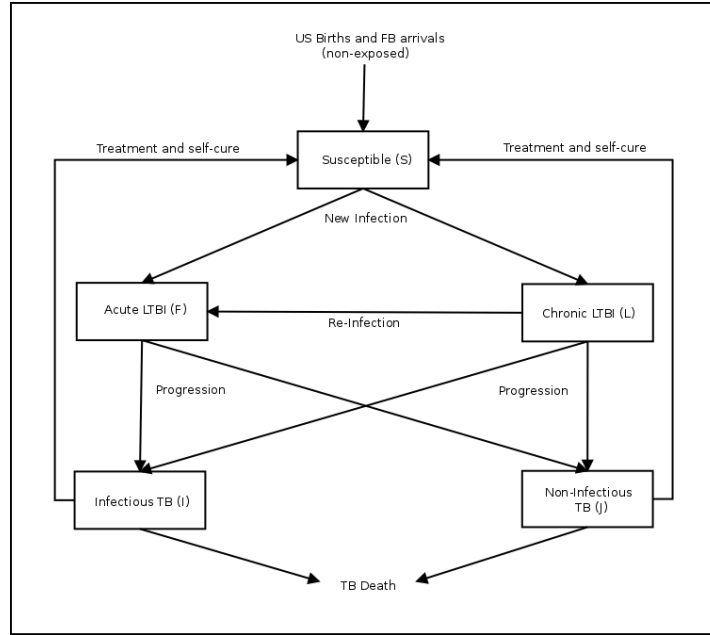 US Births and FB arrivals
(non-exposed)
Treatment and self-cure
Treatment and self-cure
Susceptible (S)
New Infection
Acute LTBI (F)
Chronic LTBI (L)
Re-Infection
Progression
Progression
Infectious TB (I)
Non-Infectious
TB (J)
TB Death